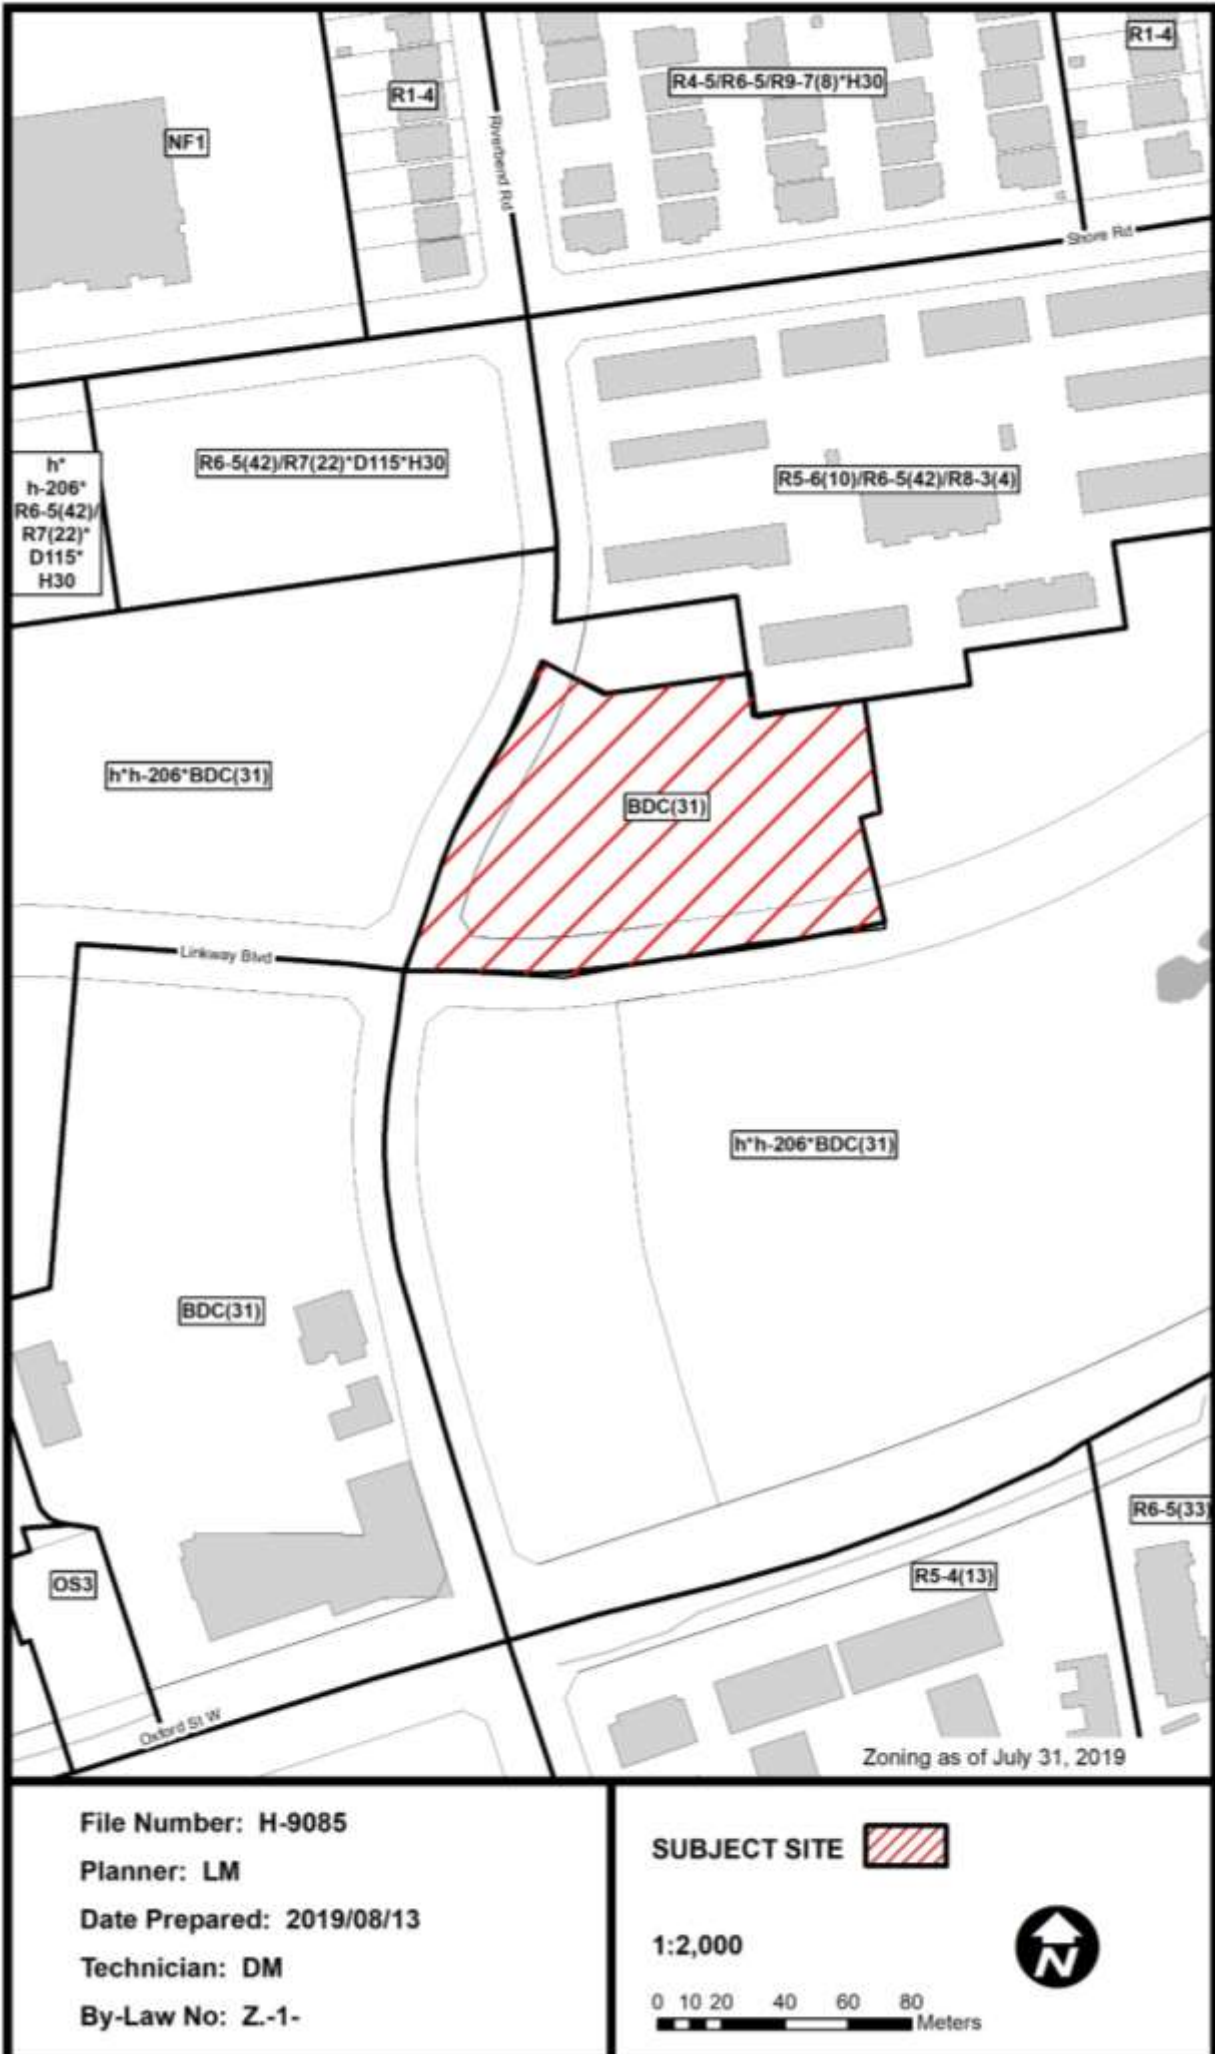 R1-4
R1-4
R4-5/R6-5/R9-7(8)*H30
NF1
Riverbend Rd
Shore Rd
R6-5(42)/R7(22)*D115*H30
h*
h-206*
R6-5(42)/
R7(22)*
D115*
H30
R5-6(10)/R6-5(42)/R8-3(4)
h*h-206*BDC(31)
BDC(31)
Linkway Blvd
h*h-206*BDC(31)
BDC(31)
R6-5(33)
OS3
R5-4(13)
Oxford St W
Zoning as of July 31, 2019
File Number: H-9085
Planner: LM
Date Prepared: 2019/08/13
Technician: DM
By-Law No: Z.-1-
SUBJECT SITE
1:2,000
N
0 10 20 40 60 80
Meters